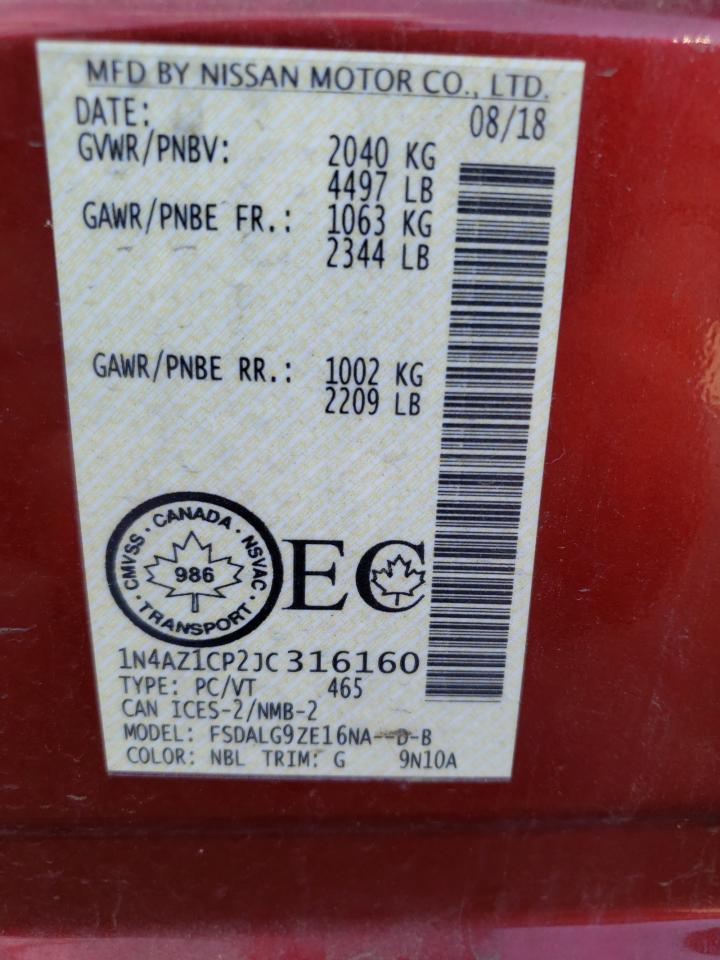 MFD BY NISSAN MOTOR CO., LTD.
DATE: 08/18
GVWR/PNBV: 2040 KG
4497 LB
GAWR/PNBE FR.: 1063 KG
2344 LB
GAWR/PNBE RR.: 1002 KG
2209 LB
CMVSS · CANADA · NSVAC · TRANSPORT ·
986
EC
1N4AZ1CP2JC316160
TYPE: PC/VT 465
CAN ICES-2/NMB-2
MODEL: FSDALG9ZE16NA--D-B
COLOR: NBL TRIM: G 9N10A